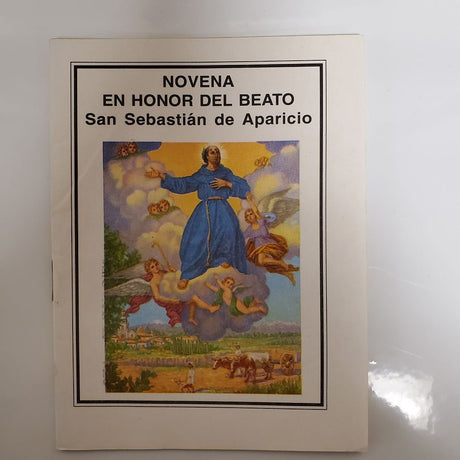 NOVENA
EN HONOR DEL BEATO
San Sebastián de Aparicio